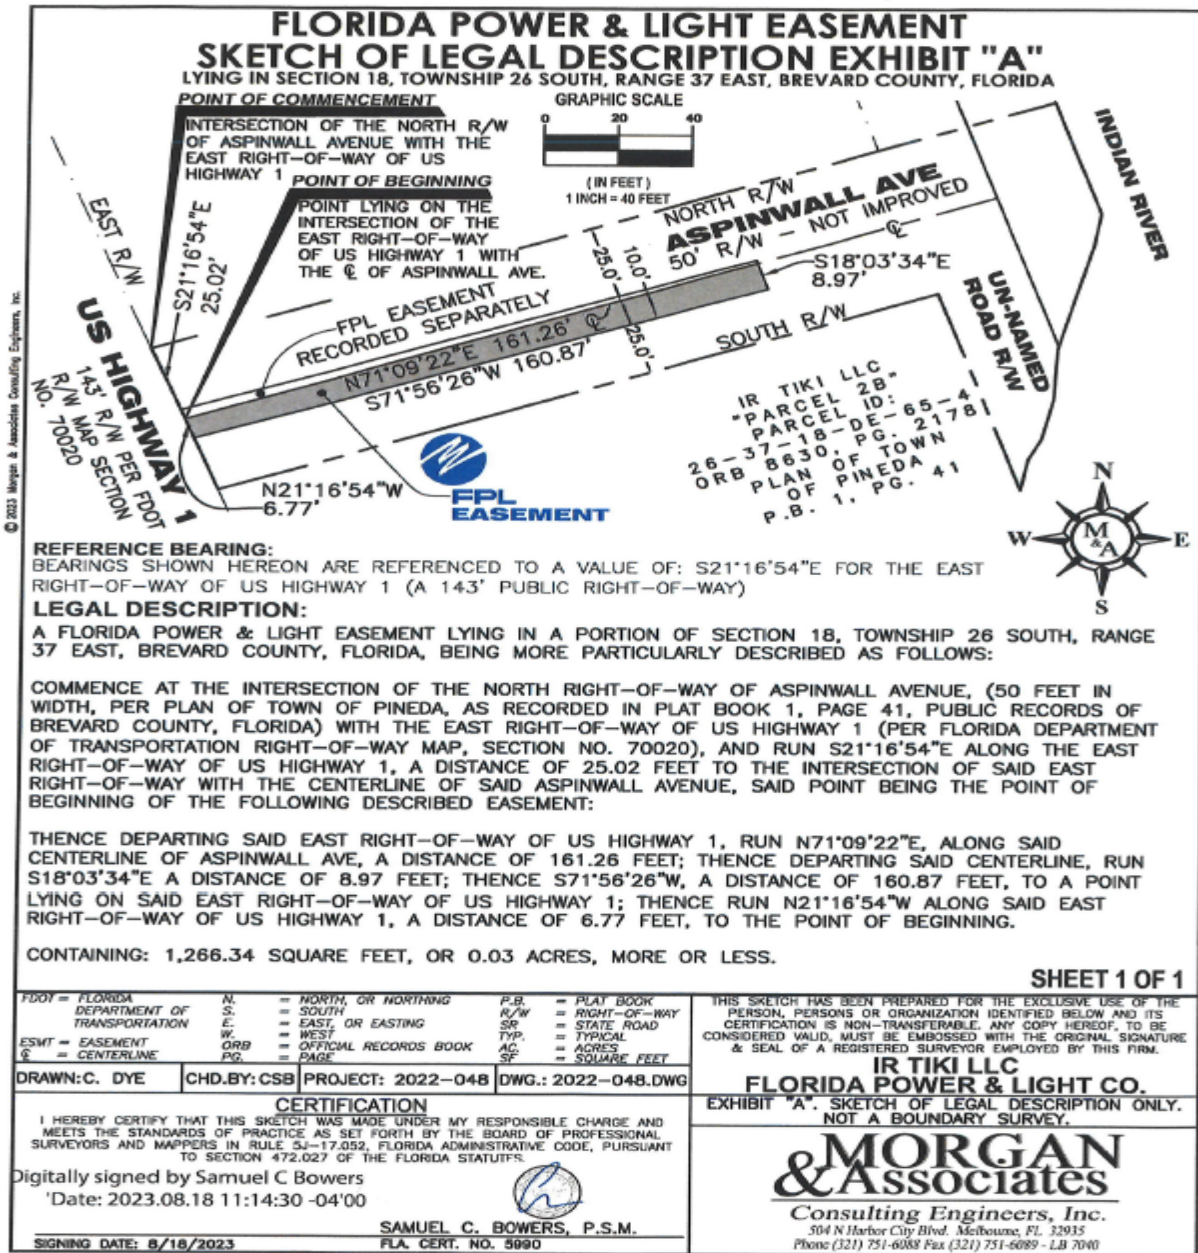 FLORIDA POWER & LIGHT EASEMENT
SKETCH OF LEGAL DESCRIPTION EXHIBIT "A"
LYING IN SECTION 18, TOWNSHIP 26 SOUTH, RANGE 37 EAST, BREVARD COUNTY, FLORIDA
POINT OF COMMENCEMENT
INTERSECTION OF THE NORTH R/W
OF ASPINWALL AVENUE WITH THE
EAST RIGHT-OF-WAY OF US
HIGHWAY 1
POINT OF BEGINNING
POINT LYING ON THE
INTERSECTION OF THE
EAST RIGHT-OF-WAY
OF US HIGHWAY 1 WITH
THE ℄ OF ASPINWALL AVE.
GRAPHIC SCALE
0 20 40
( IN FEET )
1 INCH = 40 FEET
EAST R/W
S21°16'54"E
25.02'
US HIGHWAY 1
143' R/W PER FDOT
R/W MAP SECTION
NO. 70020
FPL EASEMENT
RECORDED SEPARATELY
N71°09'22"E 161.26' ℄
S71°56'26"W 160.87'
NORTH R/W
ASPINWALL AVE
50' R/W - NOT IMPROVED
℄
25.0'
10.0'
25.0'
S18°03'34"E
8.97'
SOUTH R/W
INDIAN RIVER
UN-NAMED
ROAD R/W
IR TIKI LLC
"PARCEL 2B"
PARCEL ID:
26-37-18-DE-65-4
ORB 8630, PG. 2178
PLAN OF TOWN
OF PINEDA
P.B. 1, PG. 41
N21°16'54"W
6.77'
FPL
EASEMENT
N
W M&A E
S
© 2023 Morgan & Associates Consulting Engineers, Inc.
REFERENCE BEARING:
BEARINGS SHOWN HEREON ARE REFERENCED TO A VALUE OF: S21°16'54"E FOR THE EAST
RIGHT-OF-WAY OF US HIGHWAY 1 (A 143' PUBLIC RIGHT-OF-WAY)
LEGAL DESCRIPTION:
A FLORIDA POWER & LIGHT EASEMENT LYING IN A PORTION OF SECTION 18, TOWNSHIP 26 SOUTH, RANGE
37 EAST, BREVARD COUNTY, FLORIDA, BEING MORE PARTICULARLY DESCRIBED AS FOLLOWS:
COMMENCE AT THE INTERSECTION OF THE NORTH RIGHT-OF-WAY OF ASPINWALL AVENUE, (50 FEET IN
WIDTH, PER PLAN OF TOWN OF PINEDA, AS RECORDED IN PLAT BOOK 1, PAGE 41, PUBLIC RECORDS OF
BREVARD COUNTY, FLORIDA) WITH THE EAST RIGHT-OF-WAY OF US HIGHWAY 1 (PER FLORIDA DEPARTMENT
OF TRANSPORTATION RIGHT-OF-WAY MAP, SECTION NO. 70020), AND RUN S21°16'54"E ALONG THE EAST
RIGHT-OF-WAY OF US HIGHWAY 1, A DISTANCE OF 25.02 FEET TO THE INTERSECTION OF SAID EAST
RIGHT-OF-WAY WITH THE CENTERLINE OF SAID ASPINWALL AVENUE, SAID POINT BEING THE POINT OF
BEGINNING OF THE FOLLOWING DESCRIBED EASEMENT:
THENCE DEPARTING SAID EAST RIGHT-OF-WAY OF US HIGHWAY 1, RUN N71°09'22"E, ALONG SAID
CENTERLINE OF ASPINWALL AVE, A DISTANCE OF 161.26 FEET; THENCE DEPARTING SAID CENTERLINE, RUN
S18°03'34"E A DISTANCE OF 8.97 FEET; THENCE S71°56'26"W, A DISTANCE OF 160.87 FEET, TO A POINT
LYING ON SAID EAST RIGHT-OF-WAY OF US HIGHWAY 1; THENCE RUN N21°16'54"W ALONG SAID EAST
RIGHT-OF-WAY OF US HIGHWAY 1, A DISTANCE OF 6.77 FEET, TO THE POINT OF BEGINNING.
CONTAINING: 1,266.34 SQUARE FEET, OR 0.03 ACRES, MORE OR LESS.
SHEET 1 OF 1
FDOT = FLORIDA DEPARTMENT OF TRANSPORTATION
ESMT = EASEMENT
℄ = CENTERLINE
N. = NORTH, OR NORTHING
S. = SOUTH
E. = EAST, OR EASTING
W. = WEST
ORB = OFFICIAL RECORDS BOOK
PG. = PAGE
P.B. = PLAT BOOK
R/W = RIGHT-OF-WAY
SR = STATE ROAD
TYP. = TYPICAL
AC. = ACRES
SF = SQUARE FEET
THIS SKETCH HAS BEEN PREPARED FOR THE EXCLUSIVE USE OF THE
PERSON, PERSONS OR ORGANIZATION IDENTIFIED BELOW AND ITS
CERTIFICATION IS NON-TRANSFERABLE. ANY COPY HEREOF, TO BE
CONSIDERED VALID, MUST BE EMBOSSED WITH THE ORIGINAL SIGNATURE
& SEAL OF A REGISTERED SURVEYOR EMPLOYED BY THIS FIRM.
IR TIKI LLC
FLORIDA POWER & LIGHT CO.
DRAWN: C. DYE CHD.BY: CSB PROJECT: 2022-048 DWG.: 2022-048.DWG
EXHIBIT "A". SKETCH OF LEGAL DESCRIPTION ONLY.
NOT A BOUNDARY SURVEY.
CERTIFICATION
I HEREBY CERTIFY THAT THIS SKETCH WAS MADE UNDER MY RESPONSIBLE CHARGE AND
MEETS THE STANDARDS OF PRACTICE AS SET FORTH BY THE BOARD OF PROFESSIONAL
SURVEYORS AND MAPPERS IN RULE 5J-17.052, FLORIDA ADMINISTRATIVE CODE, PURSUANT
TO SECTION 472.027 OF THE FLORIDA STATUTES.
Digitally signed by Samuel C Bowers
'Date: 2023.08.18 11:14:30 -04'00
SAMUEL C. BOWERS, P.S.M.
SIGNING DATE: 8/18/2023 FLA. CERT. NO. 5990
MORGAN
&Associates
Consulting Engineers, Inc.
504 N Harbor City Blvd. Melbourne, FL 32935
Phone (321) 751-6088 Fax (321) 751-6089 - LB 7040